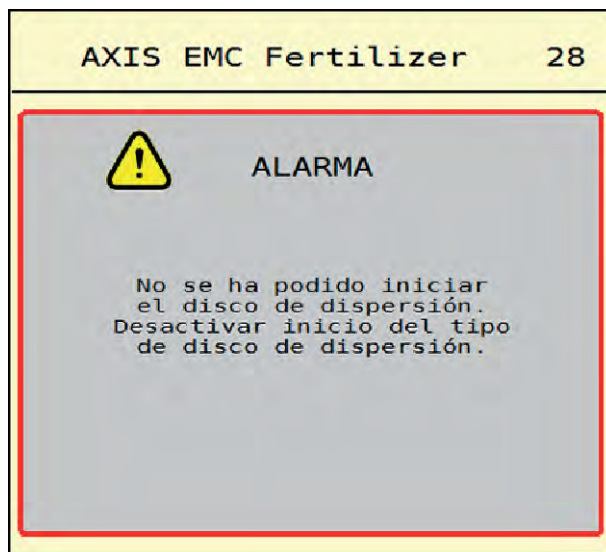 AXIS EMC Fertilizer 28
ALARMA
No se ha podido iniciar
el disco de dispersión.
Desactivar inicio del tipo
de disco de dispersión.